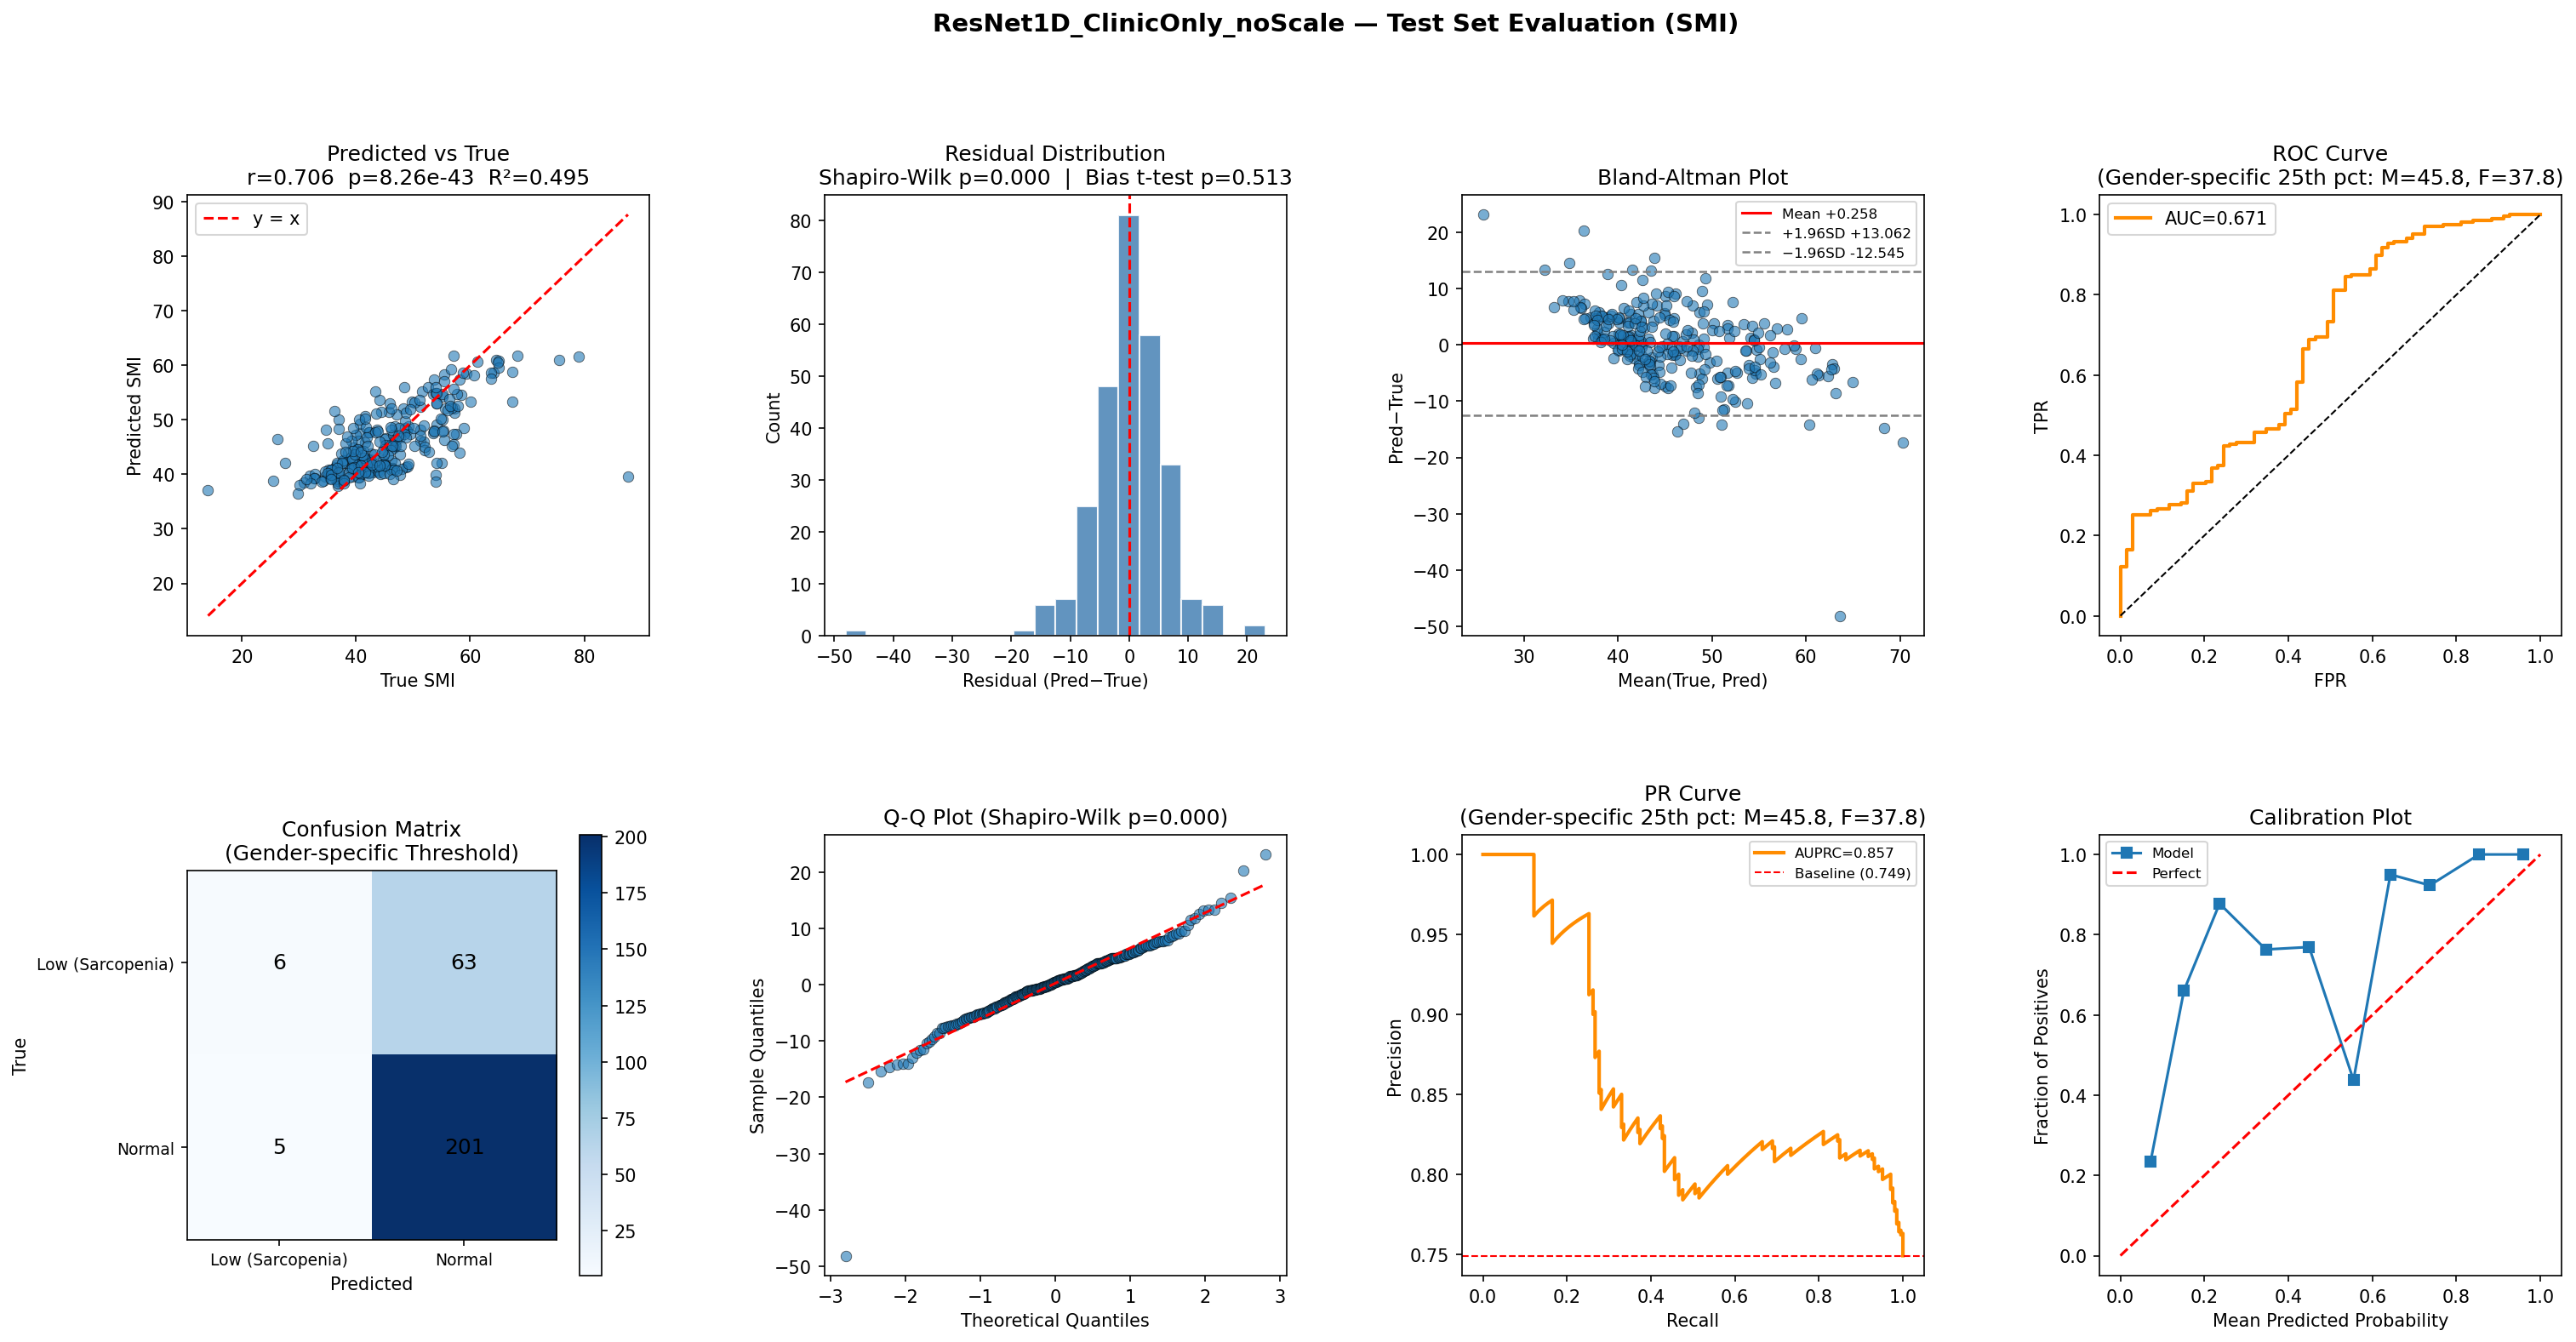 ResNet1D_ClinicOnly_noScale — Test Set Evaluation (SMI)
Predicted vs True
r=0.706  p=8.26e-43  R²=0.495
y = x
90
80
70
60
50
40
30
20
Predicted SMI
20
40
60
80
True SMI
Residual Distribution
Shapiro-Wilk p=0.000  |  Bias t-test p=0.513
80
70
60
50
40
30
20
10
0
Count
−50
−40
−30
−20
−10
0
10
20
Residual (Pred−True)
Bland-Altman Plot
Mean +0.258
+1.96SD +13.062
−1.96SD -12.545
20
10
0
−10
−20
−30
−40
−50
Pred−True
30
40
50
60
70
Mean(True, Pred)
ROC Curve
(Gender-specific 25th pct: M=45.8, F=37.8)
AUC=0.671
1.0
0.8
0.6
0.4
0.2
0.0
TPR
0.0
0.2
0.4
0.6
0.8
1.0
FPR
Confusion Matrix
(Gender-specific Threshold)
Low (Sarcopenia)
Normal
True
6
63
5
201
Low (Sarcopenia)
Normal
Predicted
200
175
150
125
100
75
50
25
Q-Q Plot (Shapiro-Wilk p=0.000)
20
10
0
−10
−20
−30
−40
−50
Sample Quantiles
−3
−2
−1
0
1
2
3
Theoretical Quantiles
PR Curve
(Gender-specific 25th pct: M=45.8, F=37.8)
AUPRC=0.857
Baseline (0.749)
1.00
0.95
0.90
0.85
0.80
0.75
Precision
0.0
0.2
0.4
0.6
0.8
1.0
Recall
Calibration Plot
Model
Perfect
1.0
0.8
0.6
0.4
0.2
0.0
Fraction of Positives
0.0
0.2
0.4
0.6
0.8
1.0
Mean Predicted Probability